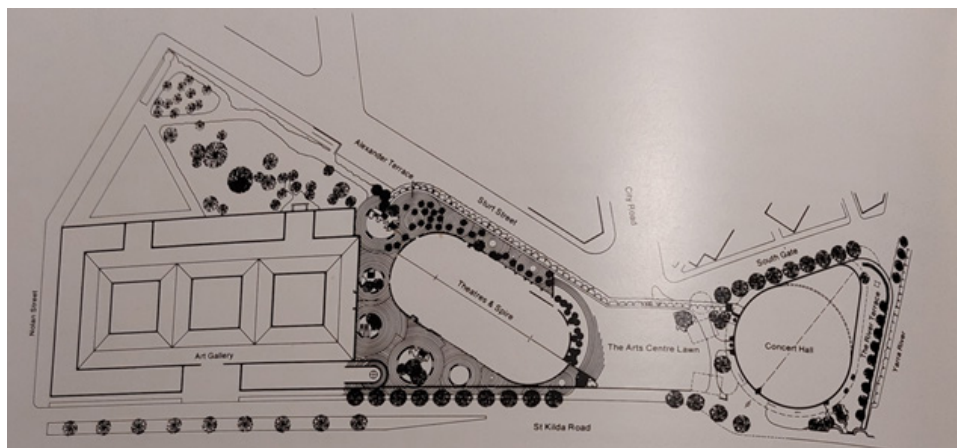 Alexander Terrace
Sturt Street
City Road
South Gate
Nolan Street
Theatres & Spire
The River Terrace
Yarra River
The Arts Centre Lawn
Concert Hall
Art Gallery
St Kilda Road